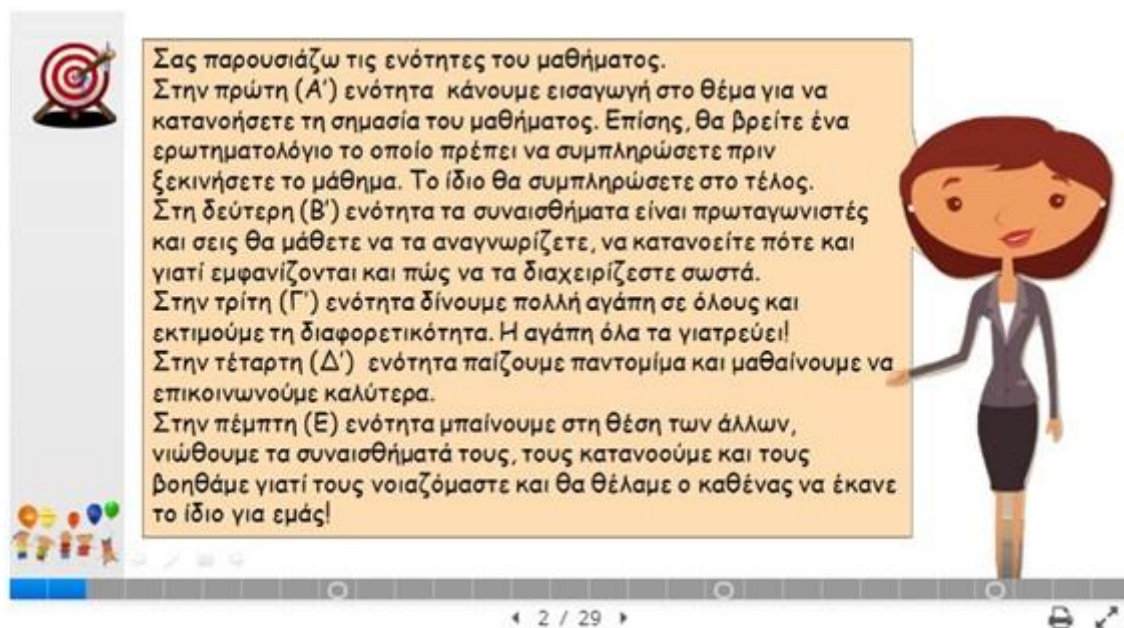 Σας παρουσιάζω τις ενότητες του μαθήματος.
Στην πρώτη (Α') ενότητα κάνουμε εισαγωγή στο θέμα για να
κατανοήσετε τη σημασία του μαθήματος. Επίσης, θα βρείτε ένα
ερωτηματολόγιο το οποίο πρέπει να συμπληρώσετε πριν
ξεκινήσετε το μάθημα. Το ίδιο θα συμπληρώσετε στο τέλος.
Στη δεύτερη (Β') ενότητα τα συναισθήματα είναι πρωταγωνιστές
και σεις θα μάθετε να τα αναγνωρίζετε, να κατανοείτε πότε και
γιατί εμφανίζονται και πώς να τα διαχειρίζεστε σωστά.
Στην τρίτη (Γ') ενότητα δίνουμε πολλή αγάπη σε όλους και
εκτιμούμε τη διαφορετικότητα. Η αγάπη όλα τα γιατρεύει!
Στην τέταρτη (Δ') ενότητα παίζουμε παντομίμα και μαθαίνουμε να
επικοινωνούμε καλύτερα.
Στην πέμπτη (Ε) ενότητα μπαίνουμε στη θέση των άλλων,
νιώθουμε τα συναισθήματά τους, τους κατανοούμε και τους
βοηθάμε γιατί τους νοιαζόμαστε και θα θέλαμε ο καθένας να έκανε
το ίδιο για εμάς!
2 / 29